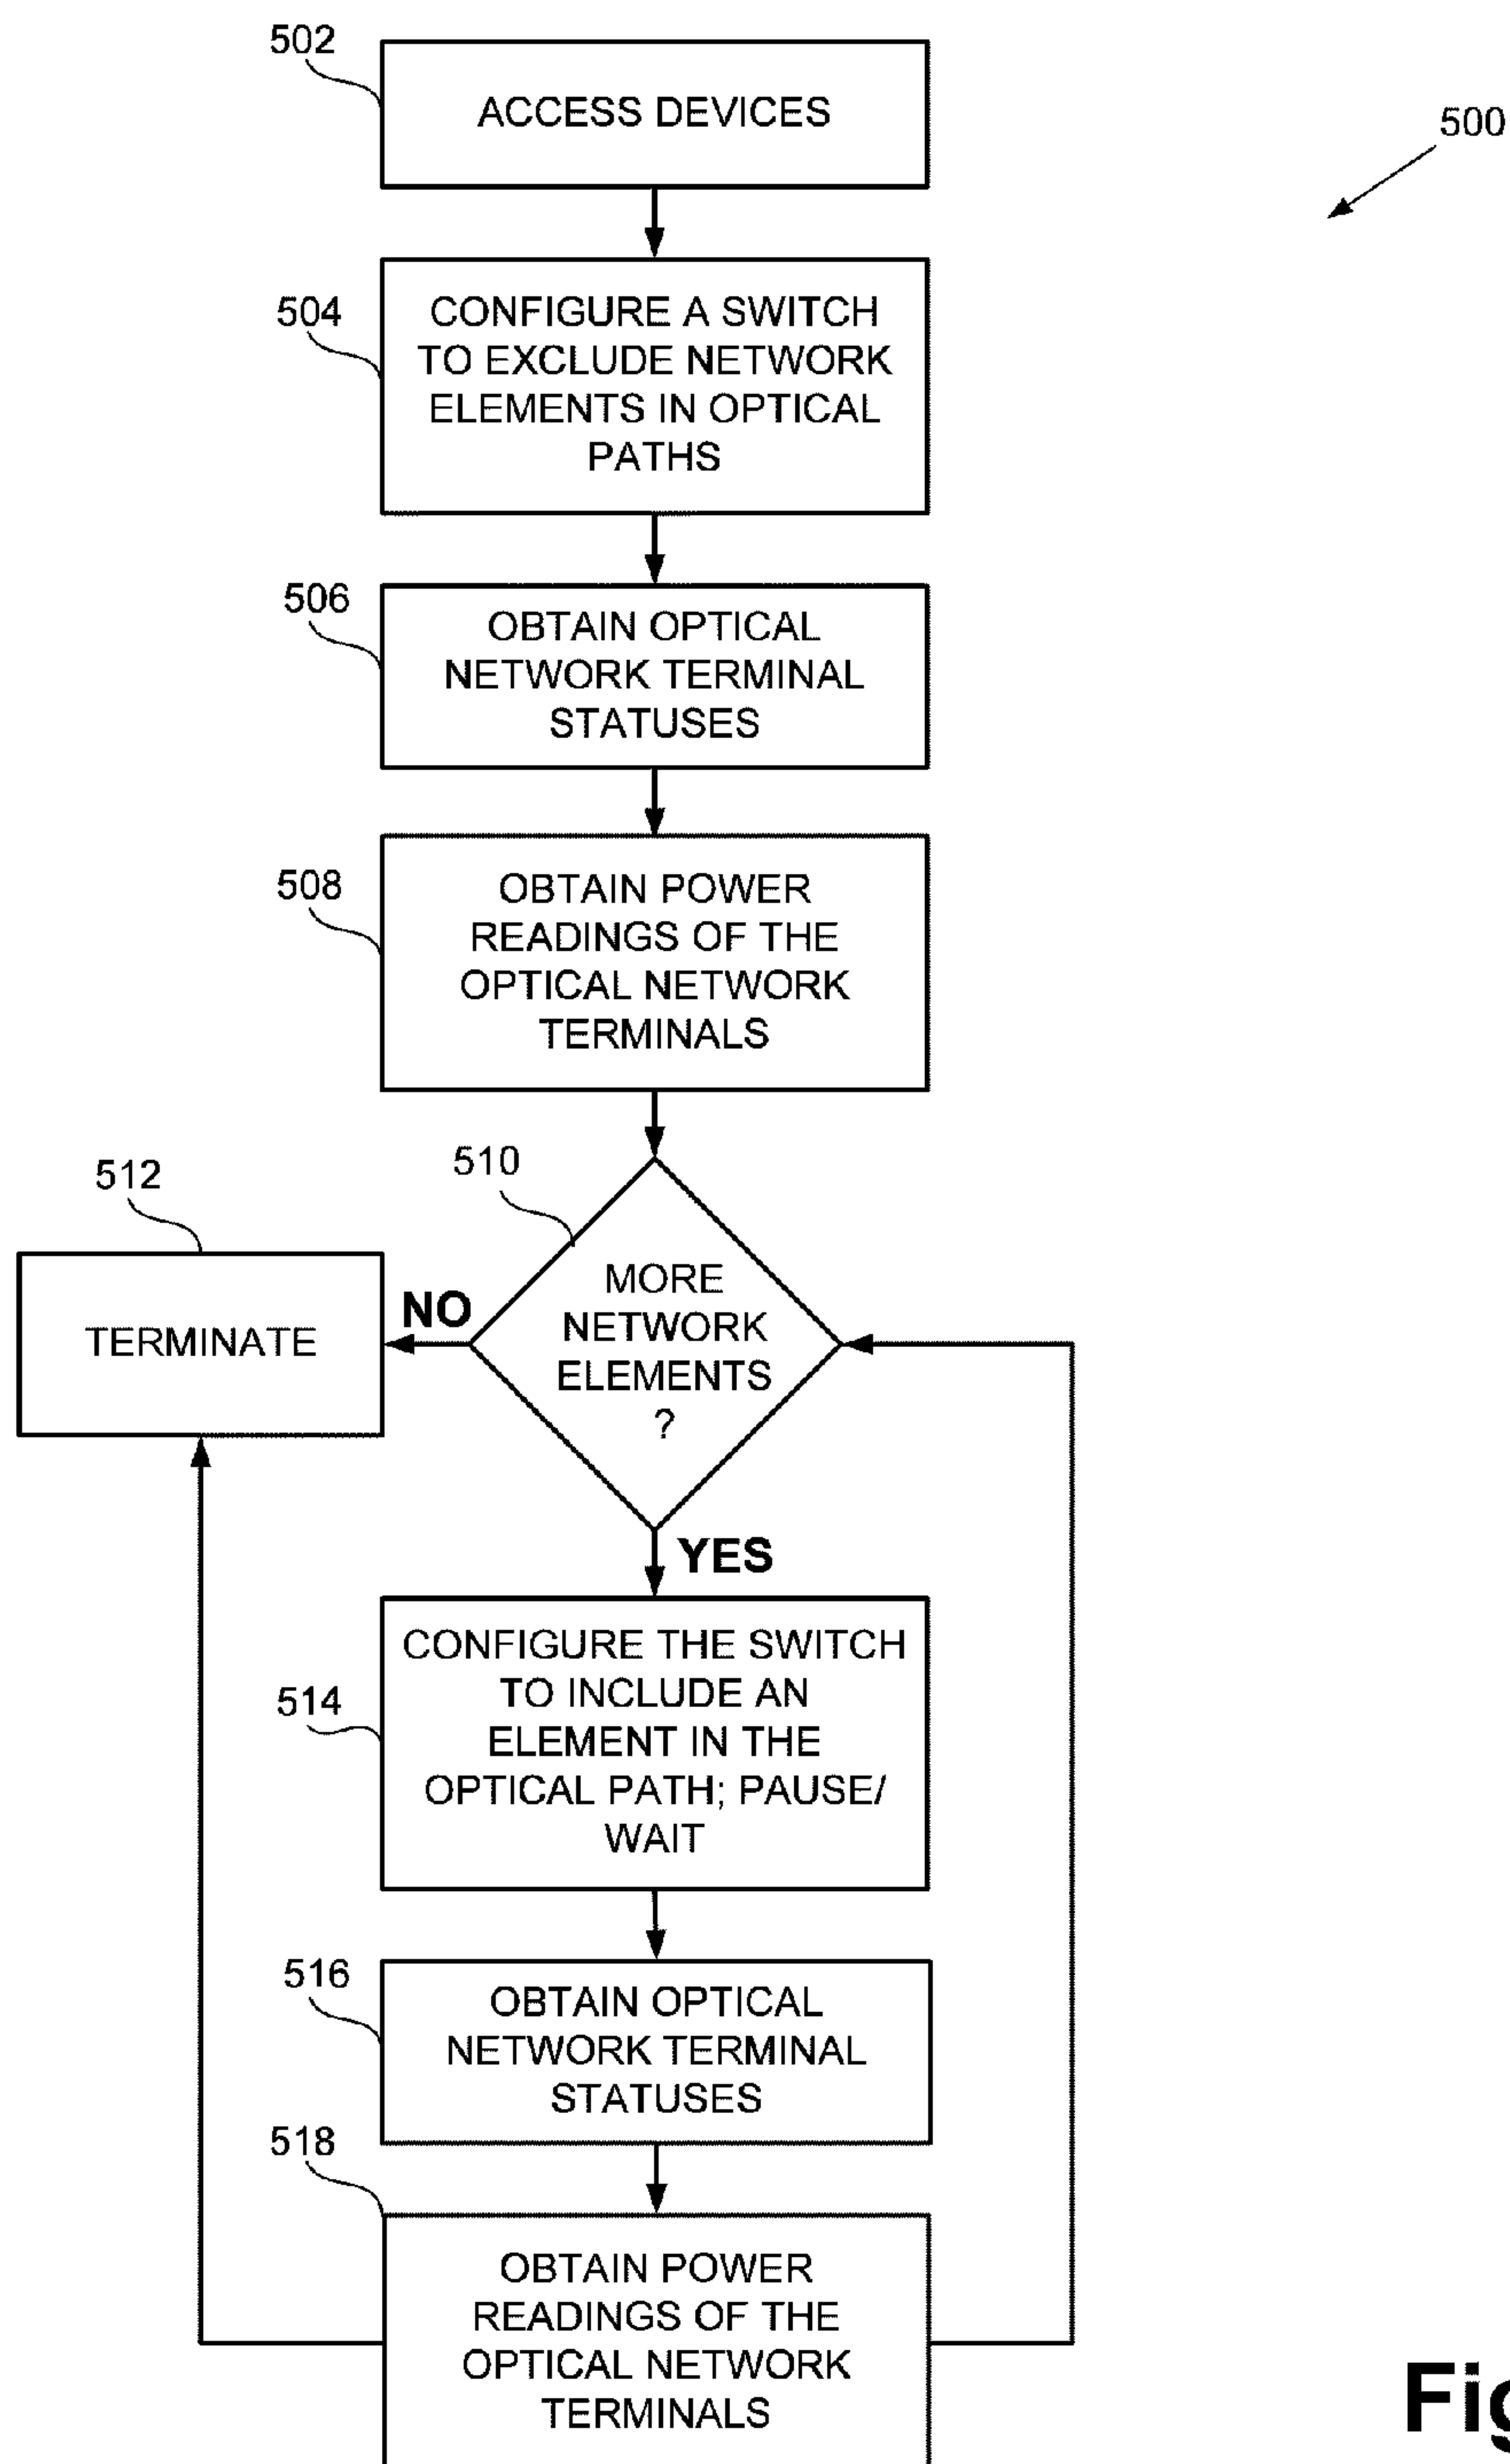 502
ACCESS DEVICES
500
504
CONFIGURE A SWITCH
TO EXCLUDE NETWORK
ELEMENTS IN OPTICAL
PATHS
506
OBTAIN OPTICAL
NETWORK TERMINAL
STATUSES
508
OBTAIN POWER
READINGS OF THE
OPTICAL NETWORK
TERMINALS
510
512
MORE
NETWORK
ELEMENTS
?
NO
TERMINATE
YES
514
CONFIGURE THE SWITCH
TO INCLUDE AN
ELEMENT IN THE
OPTICAL PATH; PAUSE/
WAIT
516
OBTAIN OPTICAL
NETWORK TERMINAL
STATUSES
518
OBTAIN POWER
READINGS OF THE
OPTICAL NETWORK
TERMINALS